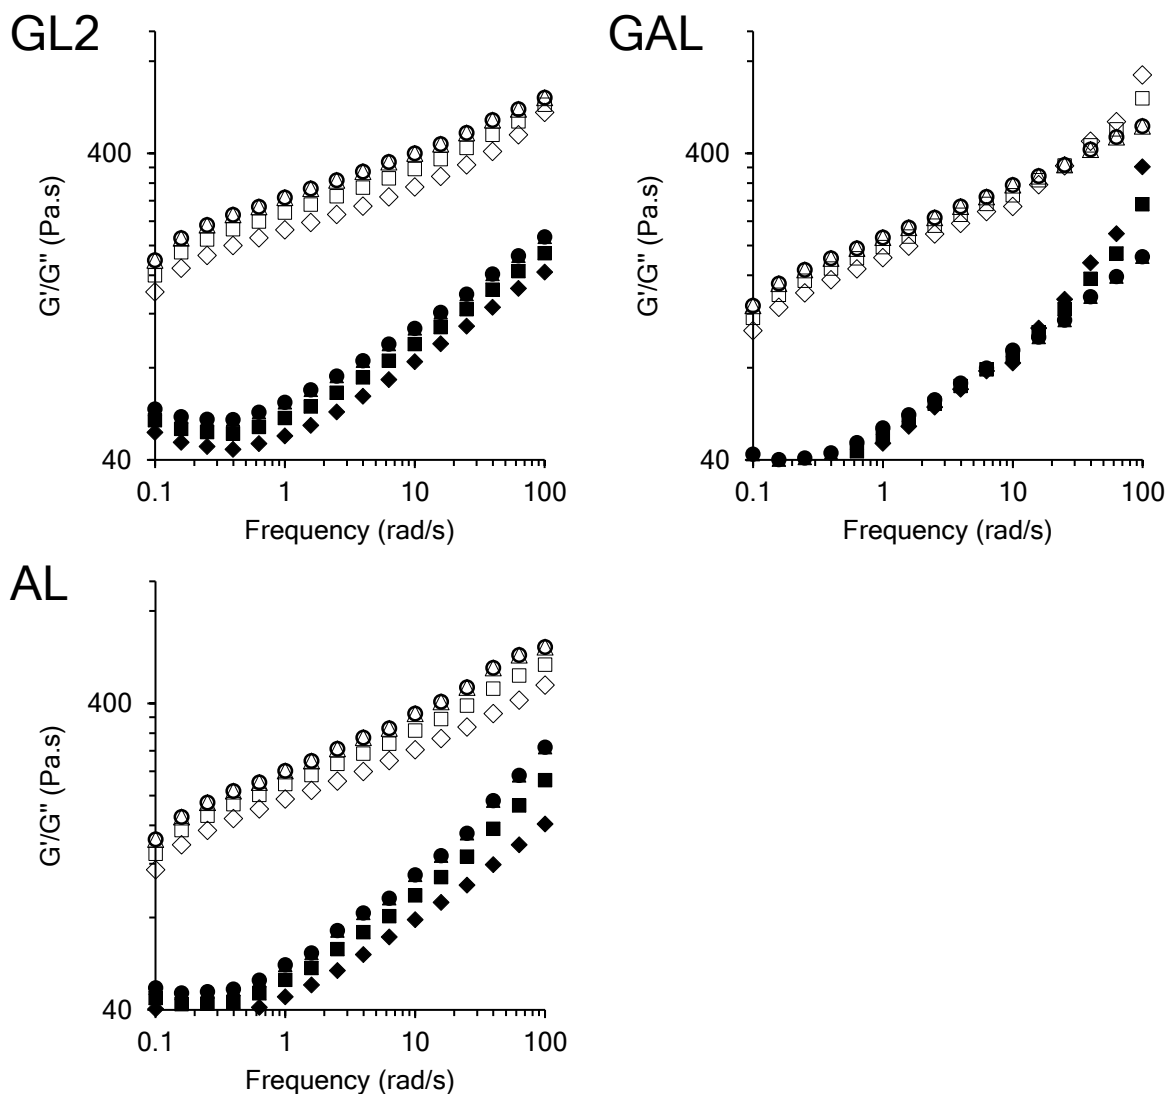 GL2
G'/G" (Pa.s)
400
40
0.1 1 10 100
Frequency (rad/s)
GAL
G'/G" (Pa.s)
400
40
0.1 1 10 100
Frequency (rad/s)
AL
G'/G" (Pa.s)
400
40
0.1 1 10 100
Frequency (rad/s)